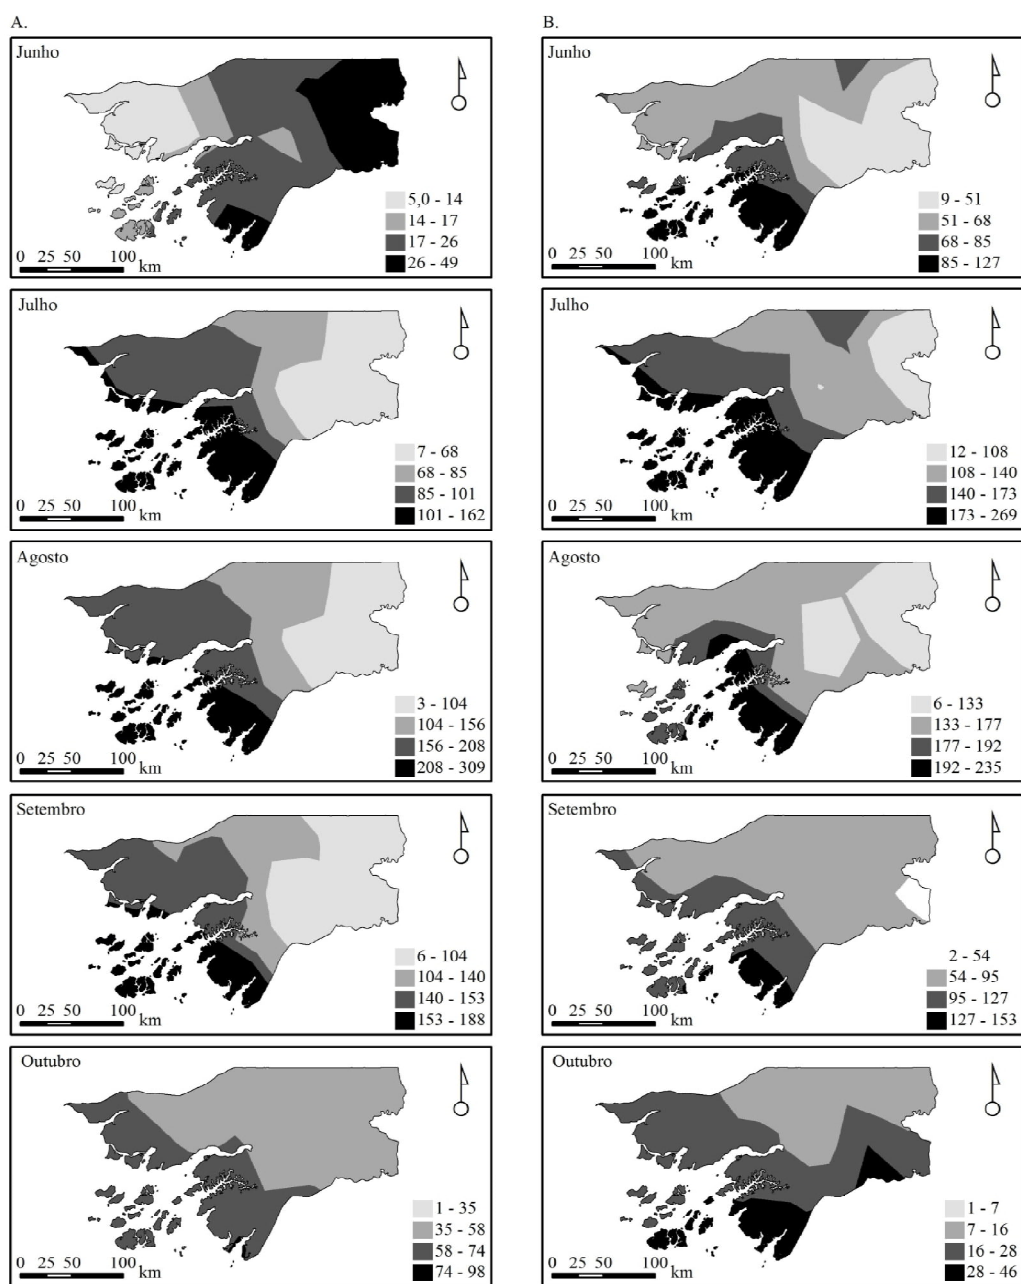 A.
Junho
5,0 - 14
14 - 17
17 - 26
26 - 49
0 25 50 100
km
Julho
7 - 68
68 - 85
85 - 101
101 - 162
0 25 50 100
km
Agosto
3 - 104
104 - 156
156 - 208
208 - 309
0 25 50 100
km
Setembro
6 - 104
104 - 140
140 - 153
153 - 188
0 25 50 100
km
Outubro
1 - 35
35 - 58
58 - 74
74 - 98
0 25 50 100
km
B.
Junho
9 - 51
51 - 68
68 - 85
85 - 127
0 25 50 100
km
Julho
12 - 108
108 - 140
140 - 173
173 - 269
0 25 50 100
km
Agosto
6 - 133
133 - 177
177 - 192
192 - 235
0 25 50 100
km
Setembro
2 - 54
54 - 95
95 - 127
127 - 153
0 25 50 100
km
Outubro
1 - 7
7 - 16
16 - 28
28 - 46
0 25 50 100
km